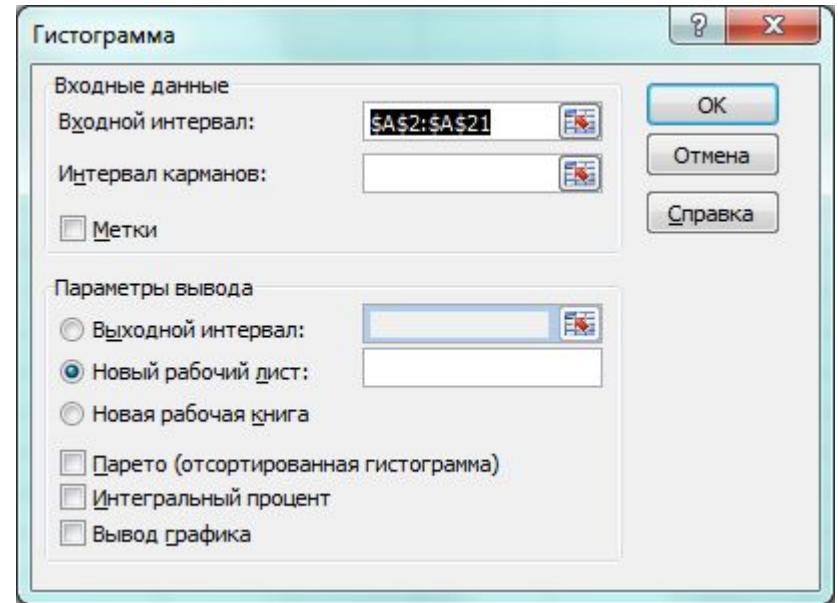 Гистограмма
Входные данные
Входной интервал: $A$2:$A$21
Интервал карманов:
Метки
Параметры вывода
Выходной интервал:
Новый рабочий лист:
Новая рабочая книга
Парето (отсортированная гистограмма)
Интегральный процент
Вывод графика
?
X
OK
Отмена
Справка